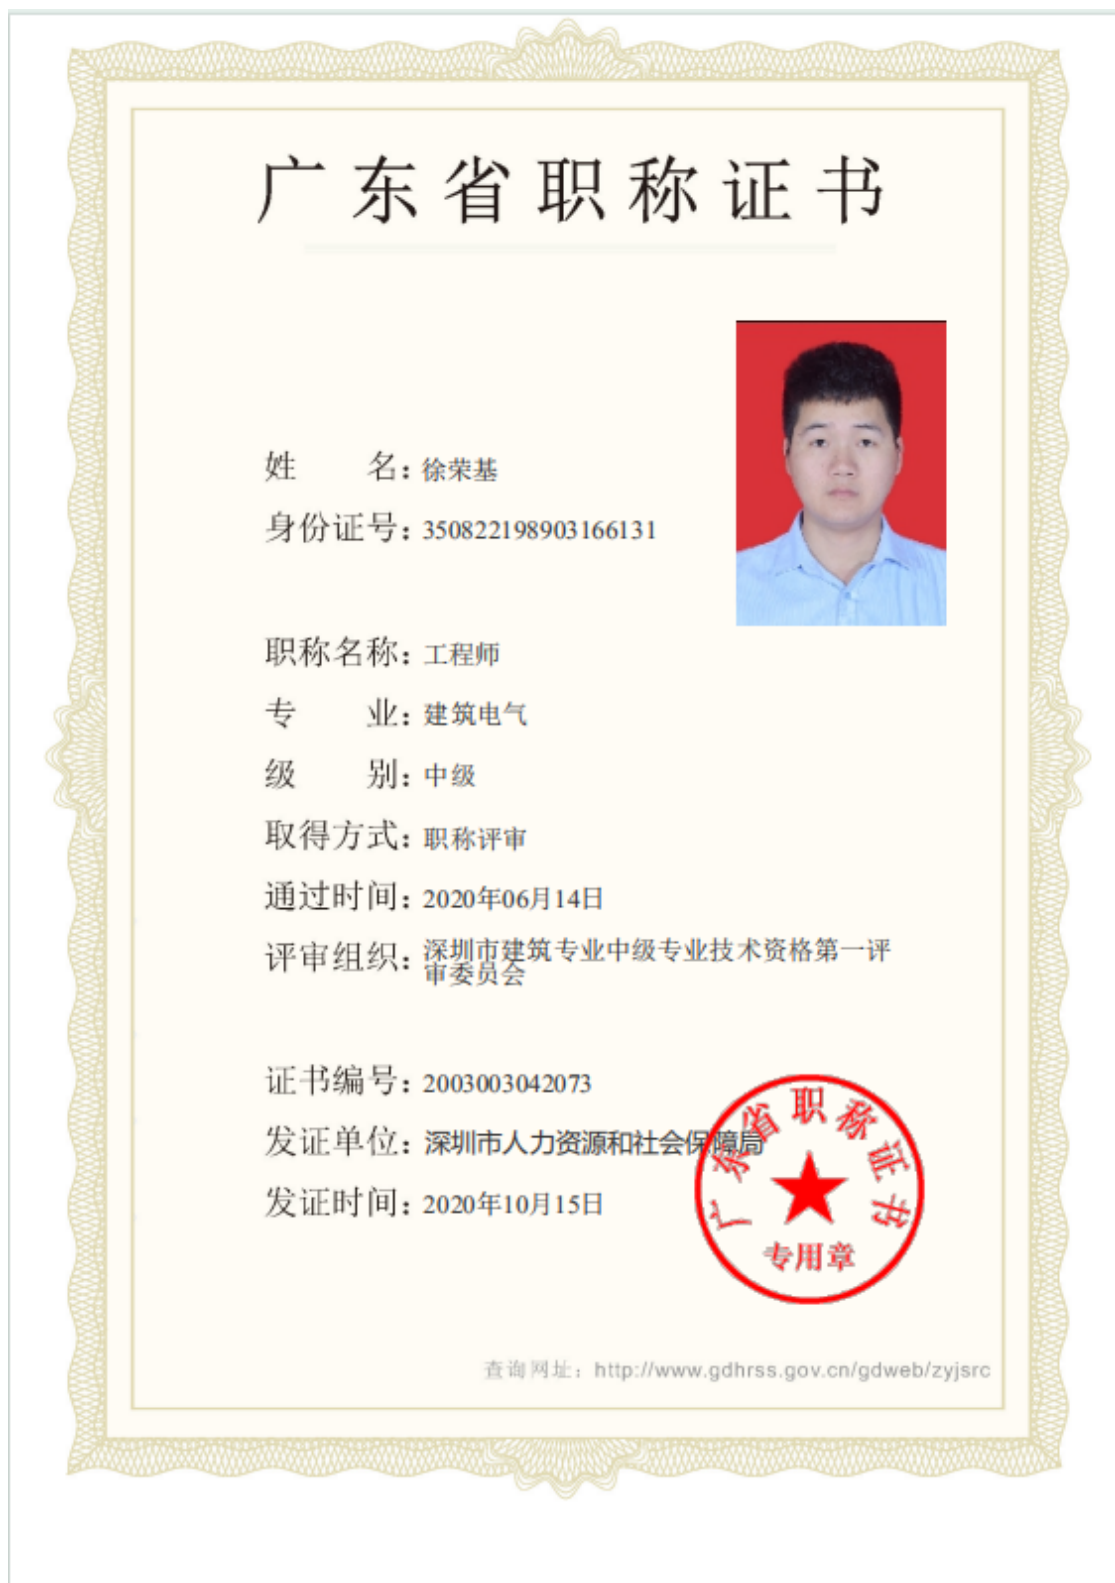 广东省职称证书
姓 名：徐荣基
身份证号：350822198903166131
职称名称：工程师
专 业：建筑电气
级 别：中级
取得方式：职称评审
通过时间：2020年06月14日
评审组织：深圳市建筑专业中级专业技术资格第一评
审委员会
证书编号：2003003042073
发证单位：深圳市人力资源和社会保障局
发证时间：2020年10月15日
广东省职称证书
专用章
查询网址：http://www.gdhrss.gov.cn/gdweb/zyjsrc